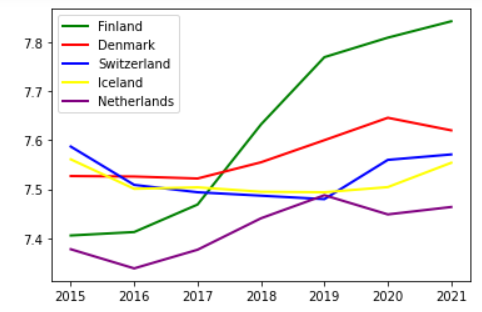 Finland
Denmark
Switzerland
Iceland
Netherlands
7.8
7.7
7.6
7.5
7.4
2015 2016 2017 2018 2019 2020 2021